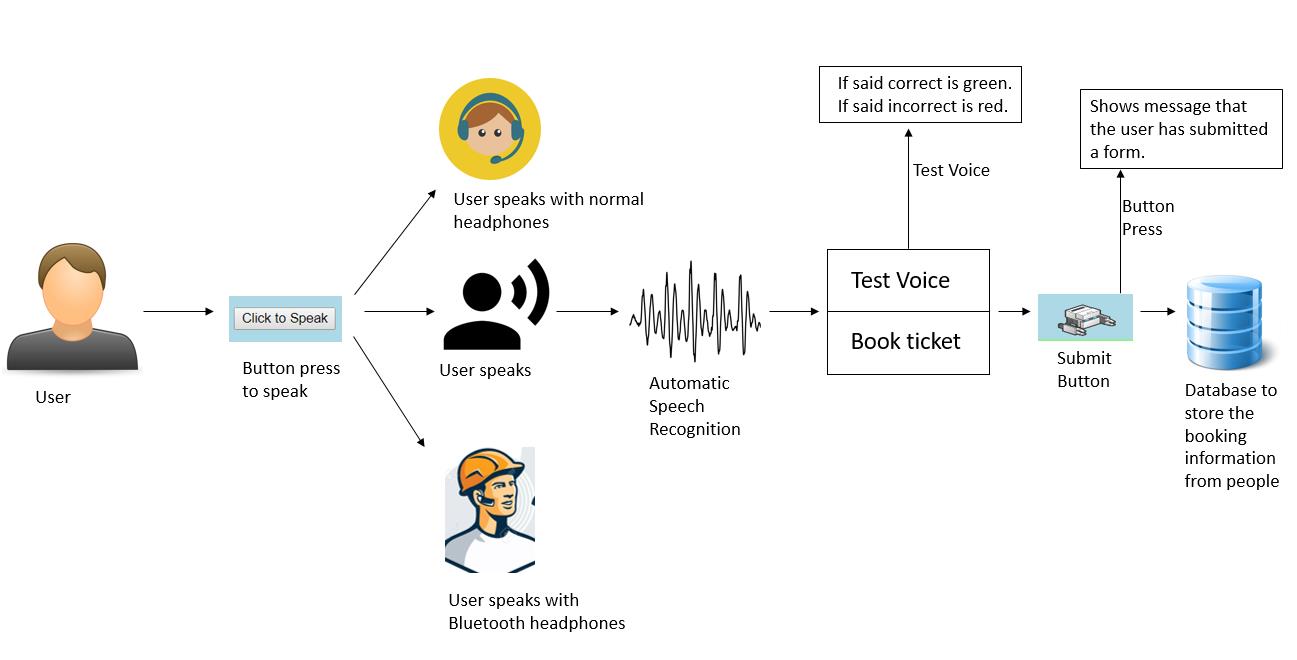 User
Click to Speak
Button press
to speak
User speaks with normal
headphones
User speaks
User speaks with
Bluetooth headphones
Automatic
Speech
Recognition
If said correct is green.
If said incorrect is red.
Test Voice
Test Voice
Book ticket
Shows message that
the user has submitted
a form.
Button
Press
Submit
Button
Database to
store the
booking
information
from people